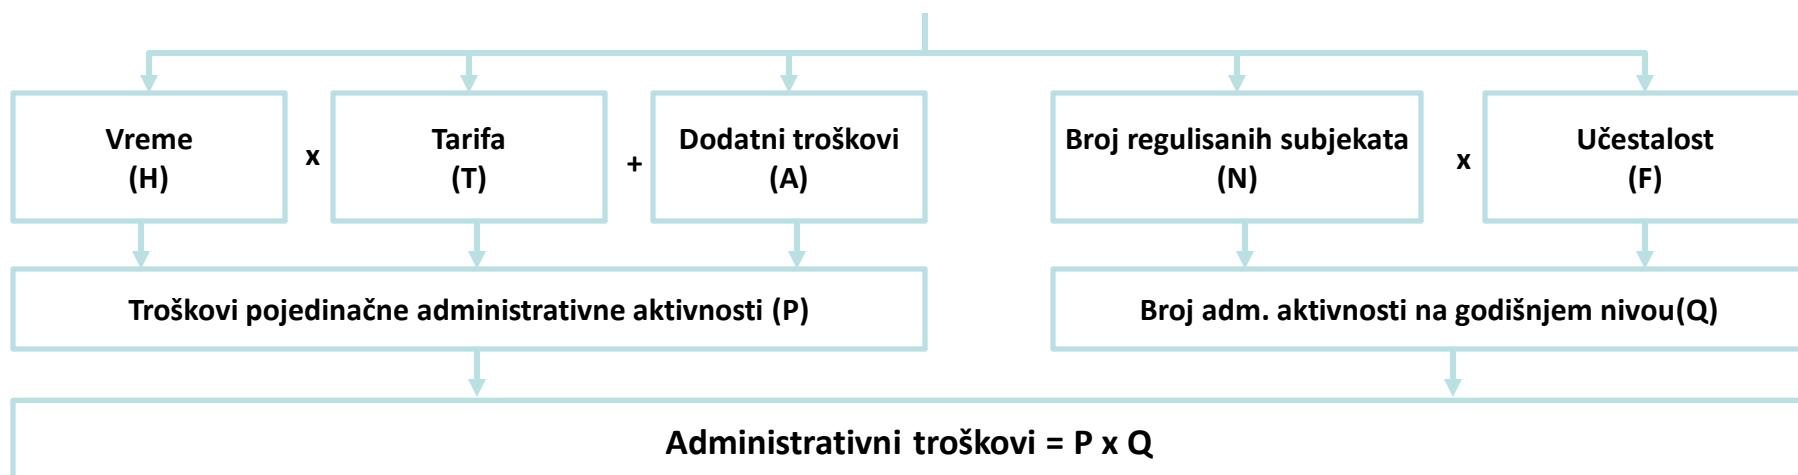 Vreme
(H)
x
Tarifa
(T)
+
Dodatni troškovi
(A)
Broj regulisanih subjekata
(N)
x
Učestalost
(F)
Troškovi pojedinačne administrativne aktivnosti (P)
Broj adm. aktivnosti na godišnjem nivou(Q)
Administrativni troškovi = P x Q